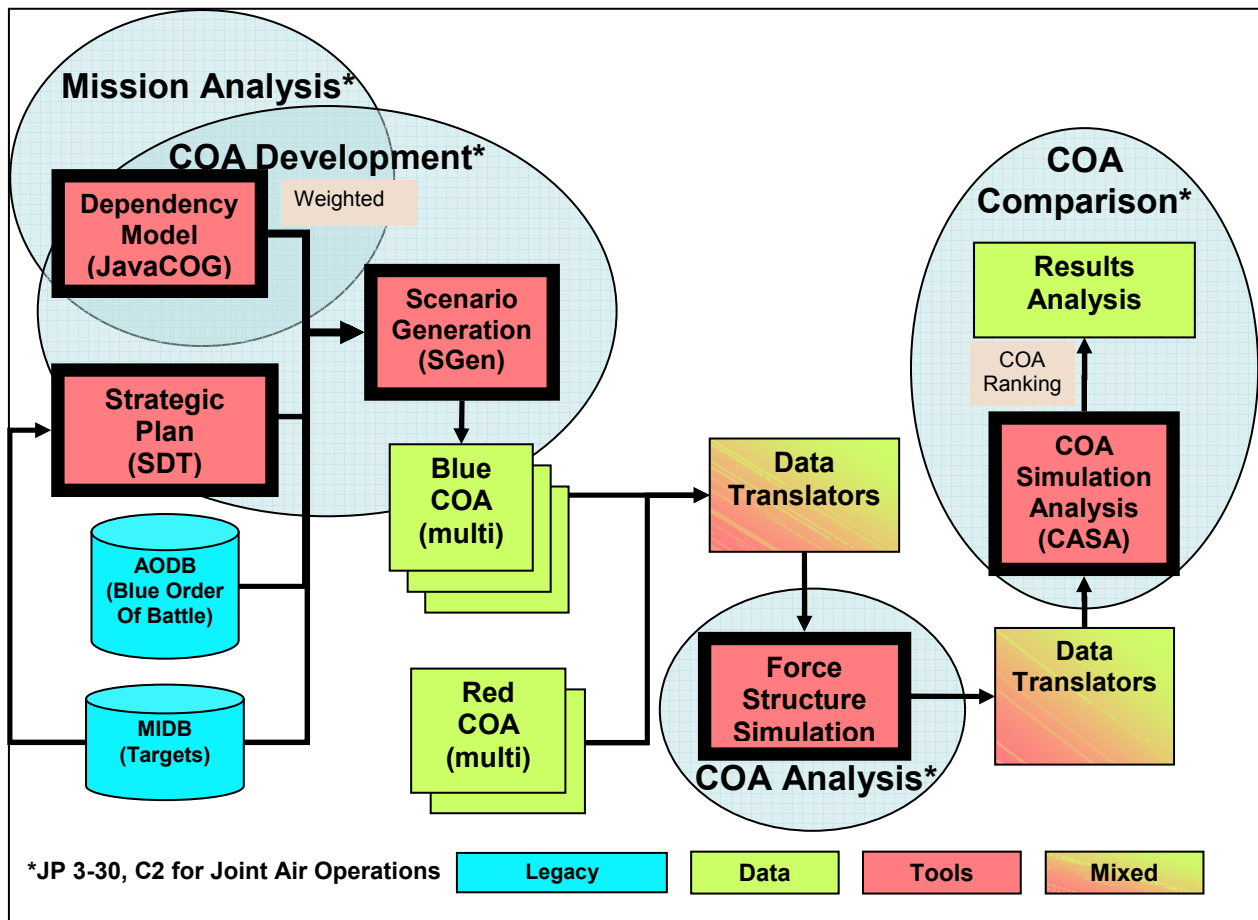 Mission Analysis*
COA Development*
Dependency
Model
(JavaCOG)
Weighted
Scenario
Generation
(SGen)
Strategic
Plan
(SDT)
Blue
COA
(multi)
AODB
(Blue Order
Of Battle)
MIDB
(Targets)
Red
COA
(multi)
Data
Translators
Force
Structure
Simulation
COA Analysis*
Data
Translators
COA
Comparison*
Results
Analysis
COA
Ranking
COA
Simulation
Analysis
(CASA)
*JP 3-30, C2 for Joint Air Operations
Legacy
Data
Tools
Mixed